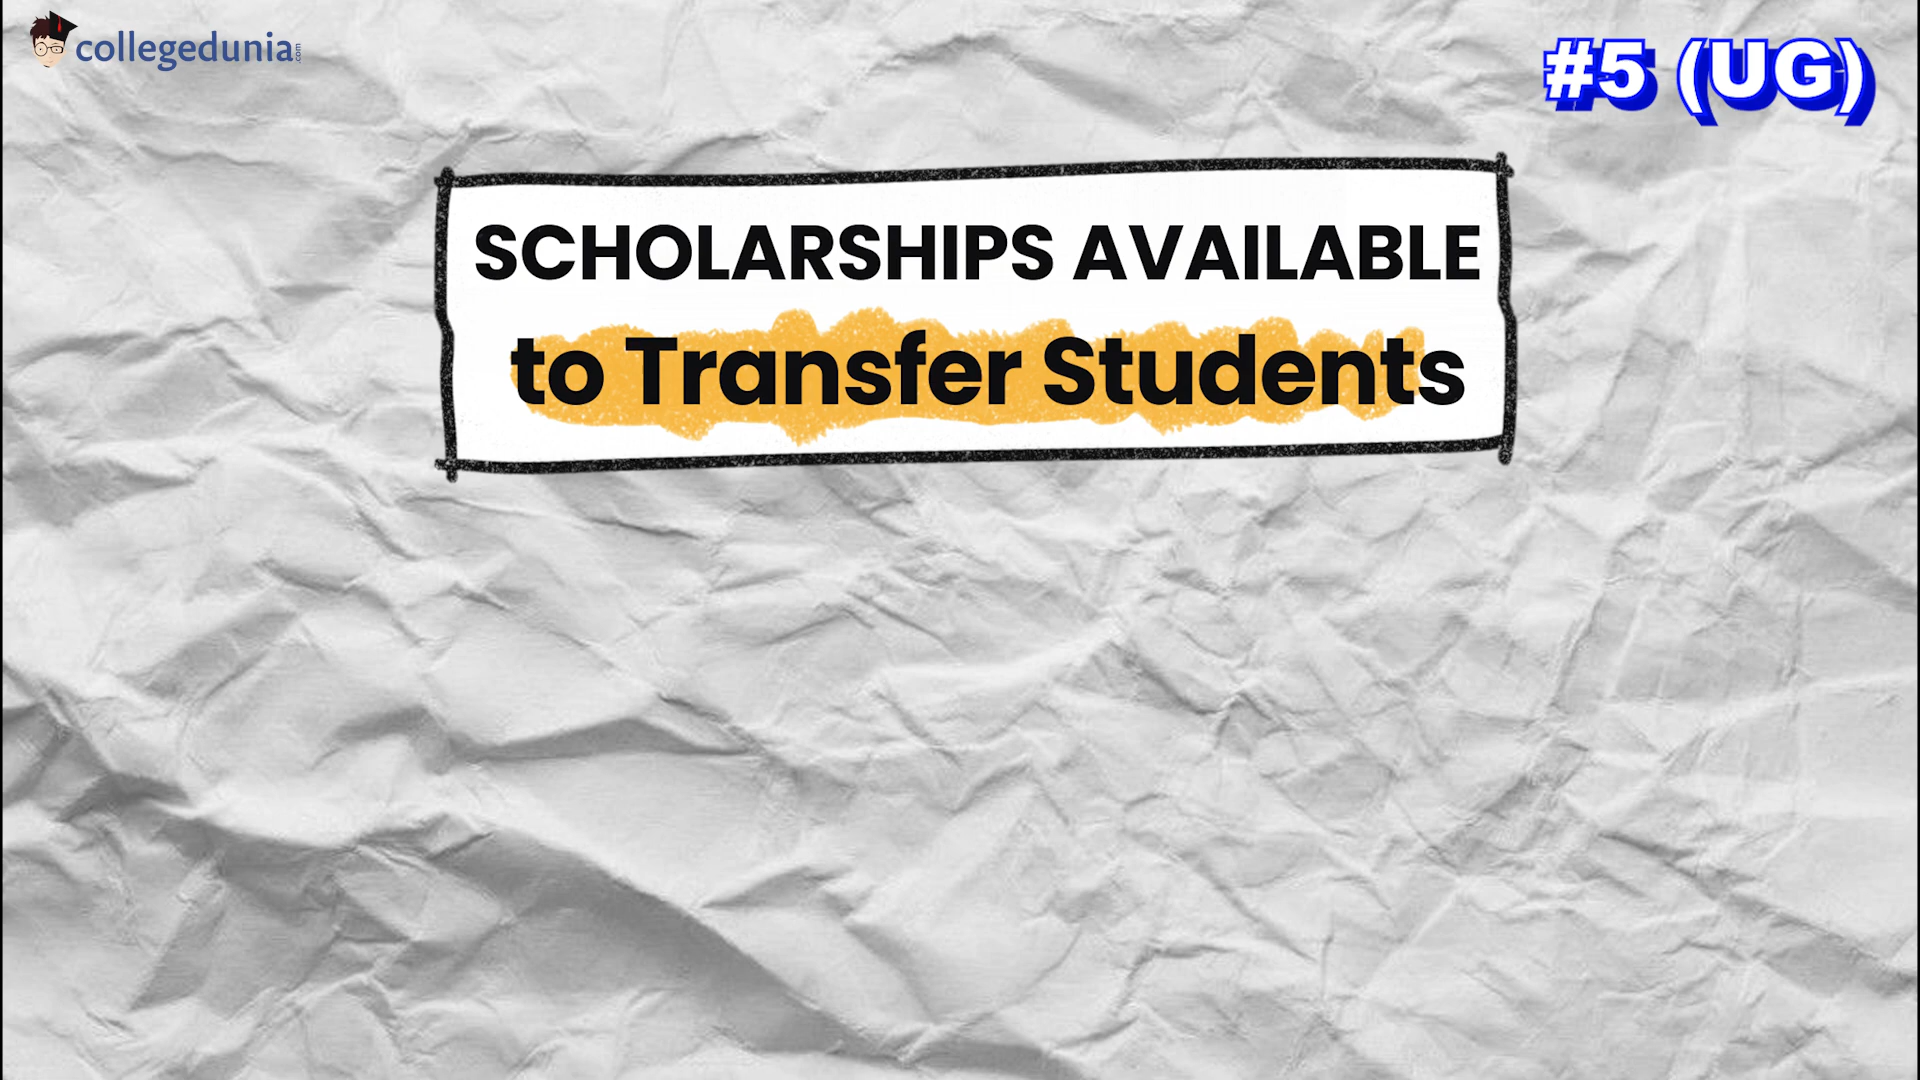 collegedunia.com
#5 (UG)
SCHOLARSHIPS AVAILABLE
to Transfer Students